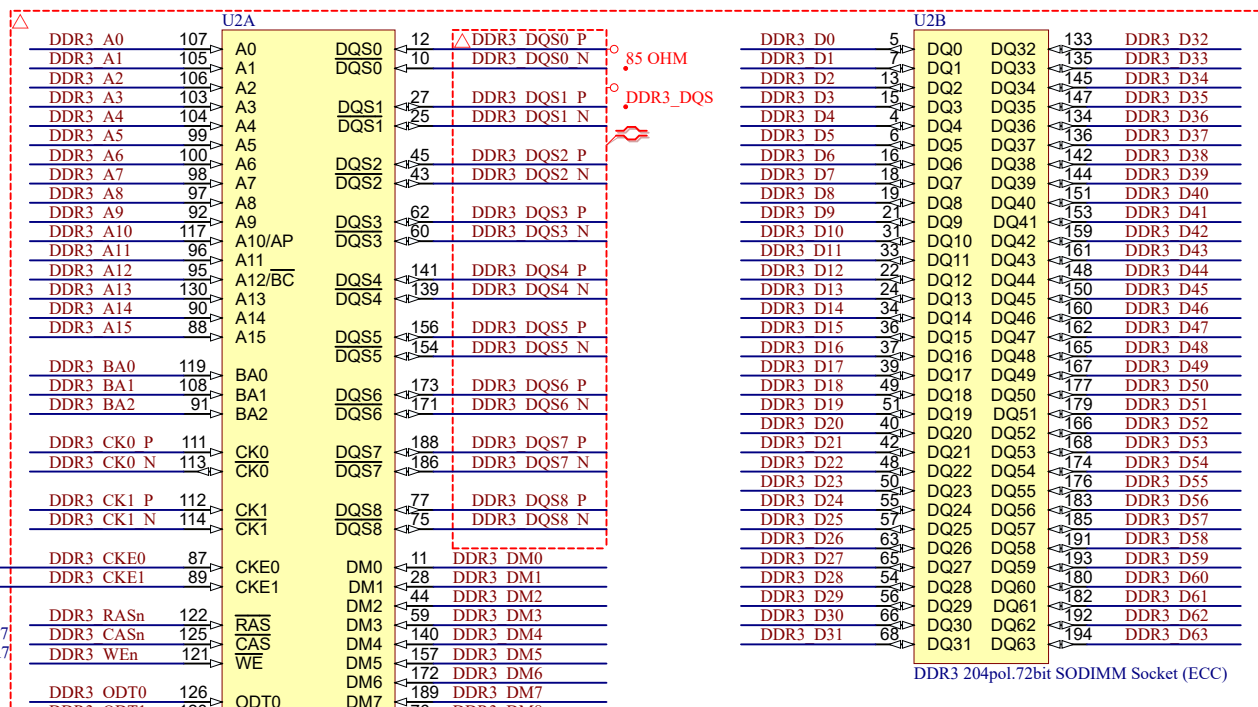 U2A
DDR3_A0 107 A0 DQS0 12 DDR3_DQS0_P
DDR3_A1 105 A1 DQS0 10 DDR3_DQS0_N 85 OHM
DDR3_A2 106 A2
DDR3_A3 103 A3 DQS1 27 DDR3_DQS1_P DDR3_DQS
DDR3_A4 104 A4 DQS1 25 DDR3_DQS1_N
DDR3_A5 99 A5
DDR3_A6 100 A6 DQS2 45 DDR3_DQS2_P
DDR3_A7 98 A7 DQS2 43 DDR3_DQS2_N
DDR3_A8 97 A8
DDR3_A9 92 A9 DQS3 62 DDR3_DQS3_P
DDR3_A10 117 A10/AP DQS3 60 DDR3_DQS3_N
DDR3_A11 96 A11
DDR3_A12 95 A12/BC DQS4 141 DDR3_DQS4_P
DDR3_A13 130 A13 DQS4 139 DDR3_DQS4_N
DDR3_A14 90 A14
DDR3_A15 88 A15 DQS5 156 DDR3_DQS5_P
DQS5 154 DDR3_DQS5_N
DDR3_BA0 119 BA0
DDR3_BA1 108 BA1 DQS6 173 DDR3_DQS6_P
DDR3_BA2 91 BA2 DQS6 171 DDR3_DQS6_N
DDR3_CK0_P 111 CK0 DQS7 188 DDR3_DQS7_P
DDR3_CK0_N 113 CK0 DQS7 186 DDR3_DQS7_N
DDR3_CK1_P 112 CK1 DQS8 77 DDR3_DQS8_P
DDR3_CK1_N 114 CK1 DQS8 75 DDR3_DQS8_N
DDR3_CKE0 87 CKE0 DM0 11 DDR3_DM0
DDR3_CKE1 89 CKE1 DM1 28 DDR3_DM1
DM2 44 DDR3_DM2
DDR3_RASn 122 RAS DM3 59 DDR3_DM3
7 DDR3_CASn 125 CAS DM4 140 DDR3_DM4
7 DDR3_WEn 121 WE DM5 157 DDR3_DM5
DM6 172 DDR3_DM6
DDR3_ODT0 126 ODT0 DM7 189 DDR3_DM7
U2B
DDR3_D0 5 DQ0 DQ32 133 DDR3_D32
DDR3_D1 7 DQ1 DQ33 135 DDR3_D33
DDR3_D2 13 DQ2 DQ34 145 DDR3_D34
DDR3_D3 15 DQ3 DQ35 147 DDR3_D35
DDR3_D4 4 DQ4 DQ36 134 DDR3_D36
DDR3_D5 6 DQ5 DQ37 136 DDR3_D37
DDR3_D6 16 DQ6 DQ38 142 DDR3_D38
DDR3_D7 18 DQ7 DQ39 144 DDR3_D39
DDR3_D8 19 DQ8 DQ40 151 DDR3_D40
DDR3_D9 21 DQ9 DQ41 153 DDR3_D41
DDR3_D10 31 DQ10 DQ42 159 DDR3_D42
DDR3_D11 33 DQ11 DQ43 161 DDR3_D43
DDR3_D12 22 DQ12 DQ44 148 DDR3_D44
DDR3_D13 24 DQ13 DQ45 150 DDR3_D45
DDR3_D14 34 DQ14 DQ46 160 DDR3_D46
DDR3_D15 36 DQ15 DQ47 162 DDR3_D47
DDR3_D16 37 DQ16 DQ48 165 DDR3_D48
DDR3_D17 39 DQ17 DQ49 167 DDR3_D49
DDR3_D18 49 DQ18 DQ50 177 DDR3_D50
DDR3_D19 51 DQ19 DQ51 179 DDR3_D51
DDR3_D20 40 DQ20 DQ52 166 DDR3_D52
DDR3_D21 42 DQ21 DQ53 168 DDR3_D53
DDR3_D22 48 DQ22 DQ54 174 DDR3_D54
DDR3_D23 50 DQ23 DQ55 176 DDR3_D55
DDR3_D24 55 DQ24 DQ56 183 DDR3_D56
DDR3_D25 57 DQ25 DQ57 185 DDR3_D57
DDR3_D26 63 DQ26 DQ58 191 DDR3_D58
DDR3_D27 65 DQ27 DQ59 193 DDR3_D59
DDR3_D28 54 DQ28 DQ60 180 DDR3_D60
DDR3_D29 56 DQ29 DQ61 182 DDR3_D61
DDR3_D30 66 DQ30 DQ62 192 DDR3_D62
DDR3_D31 68 DQ31 DQ63 194 DDR3_D63
DDR3 204pol.72bit SODIMM Socket (ECC)